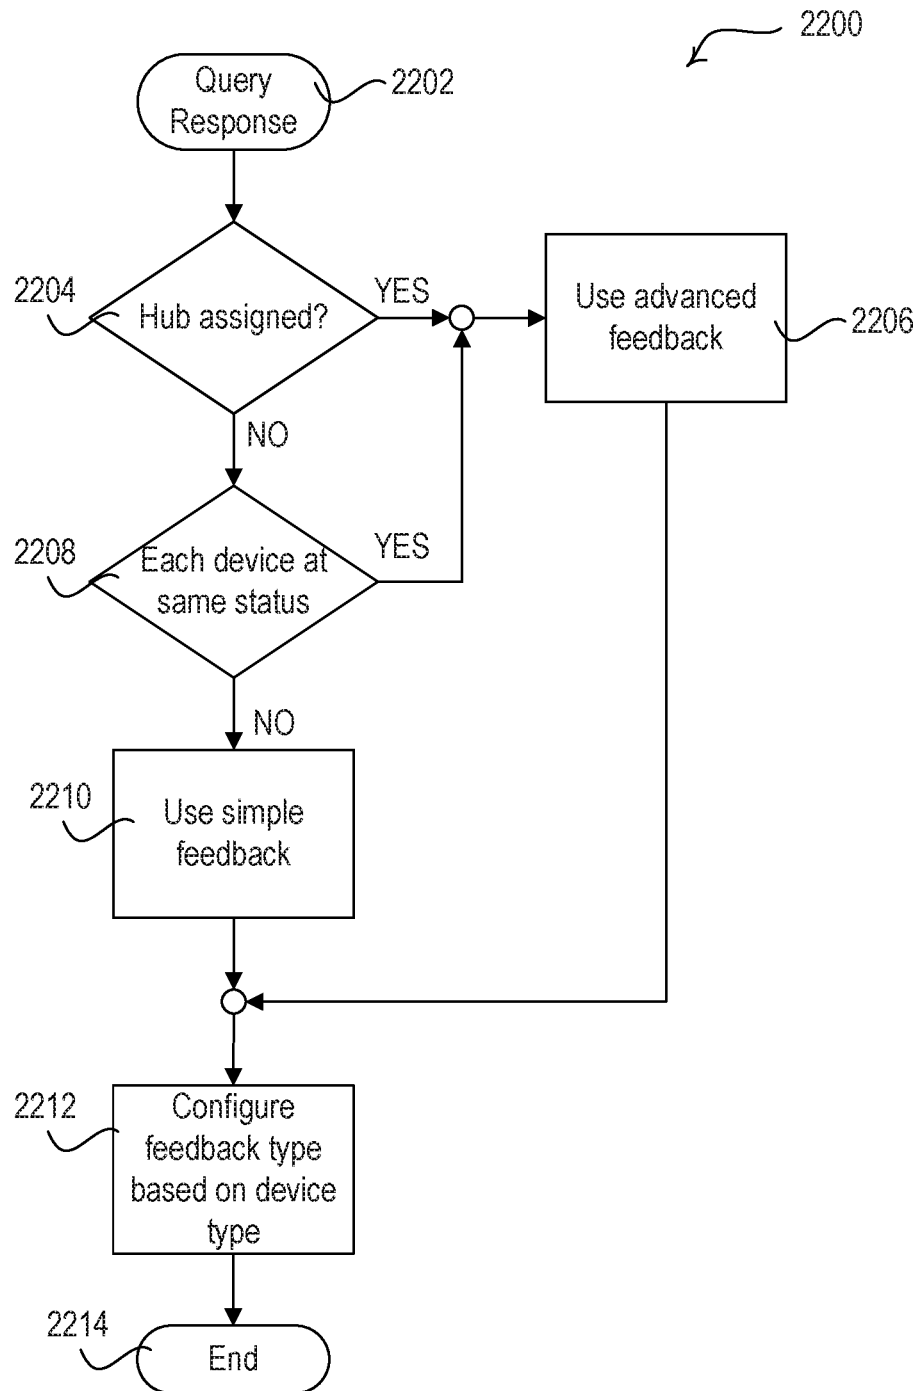 2200
Query
Response
2202
2204
Hub assigned?
YES
Use advanced
feedback
2206
NO
2208
Each device at
same status
YES
NO
2210
Use simple
feedback
2212
Configure
feedback type
based on device
type
2214
End